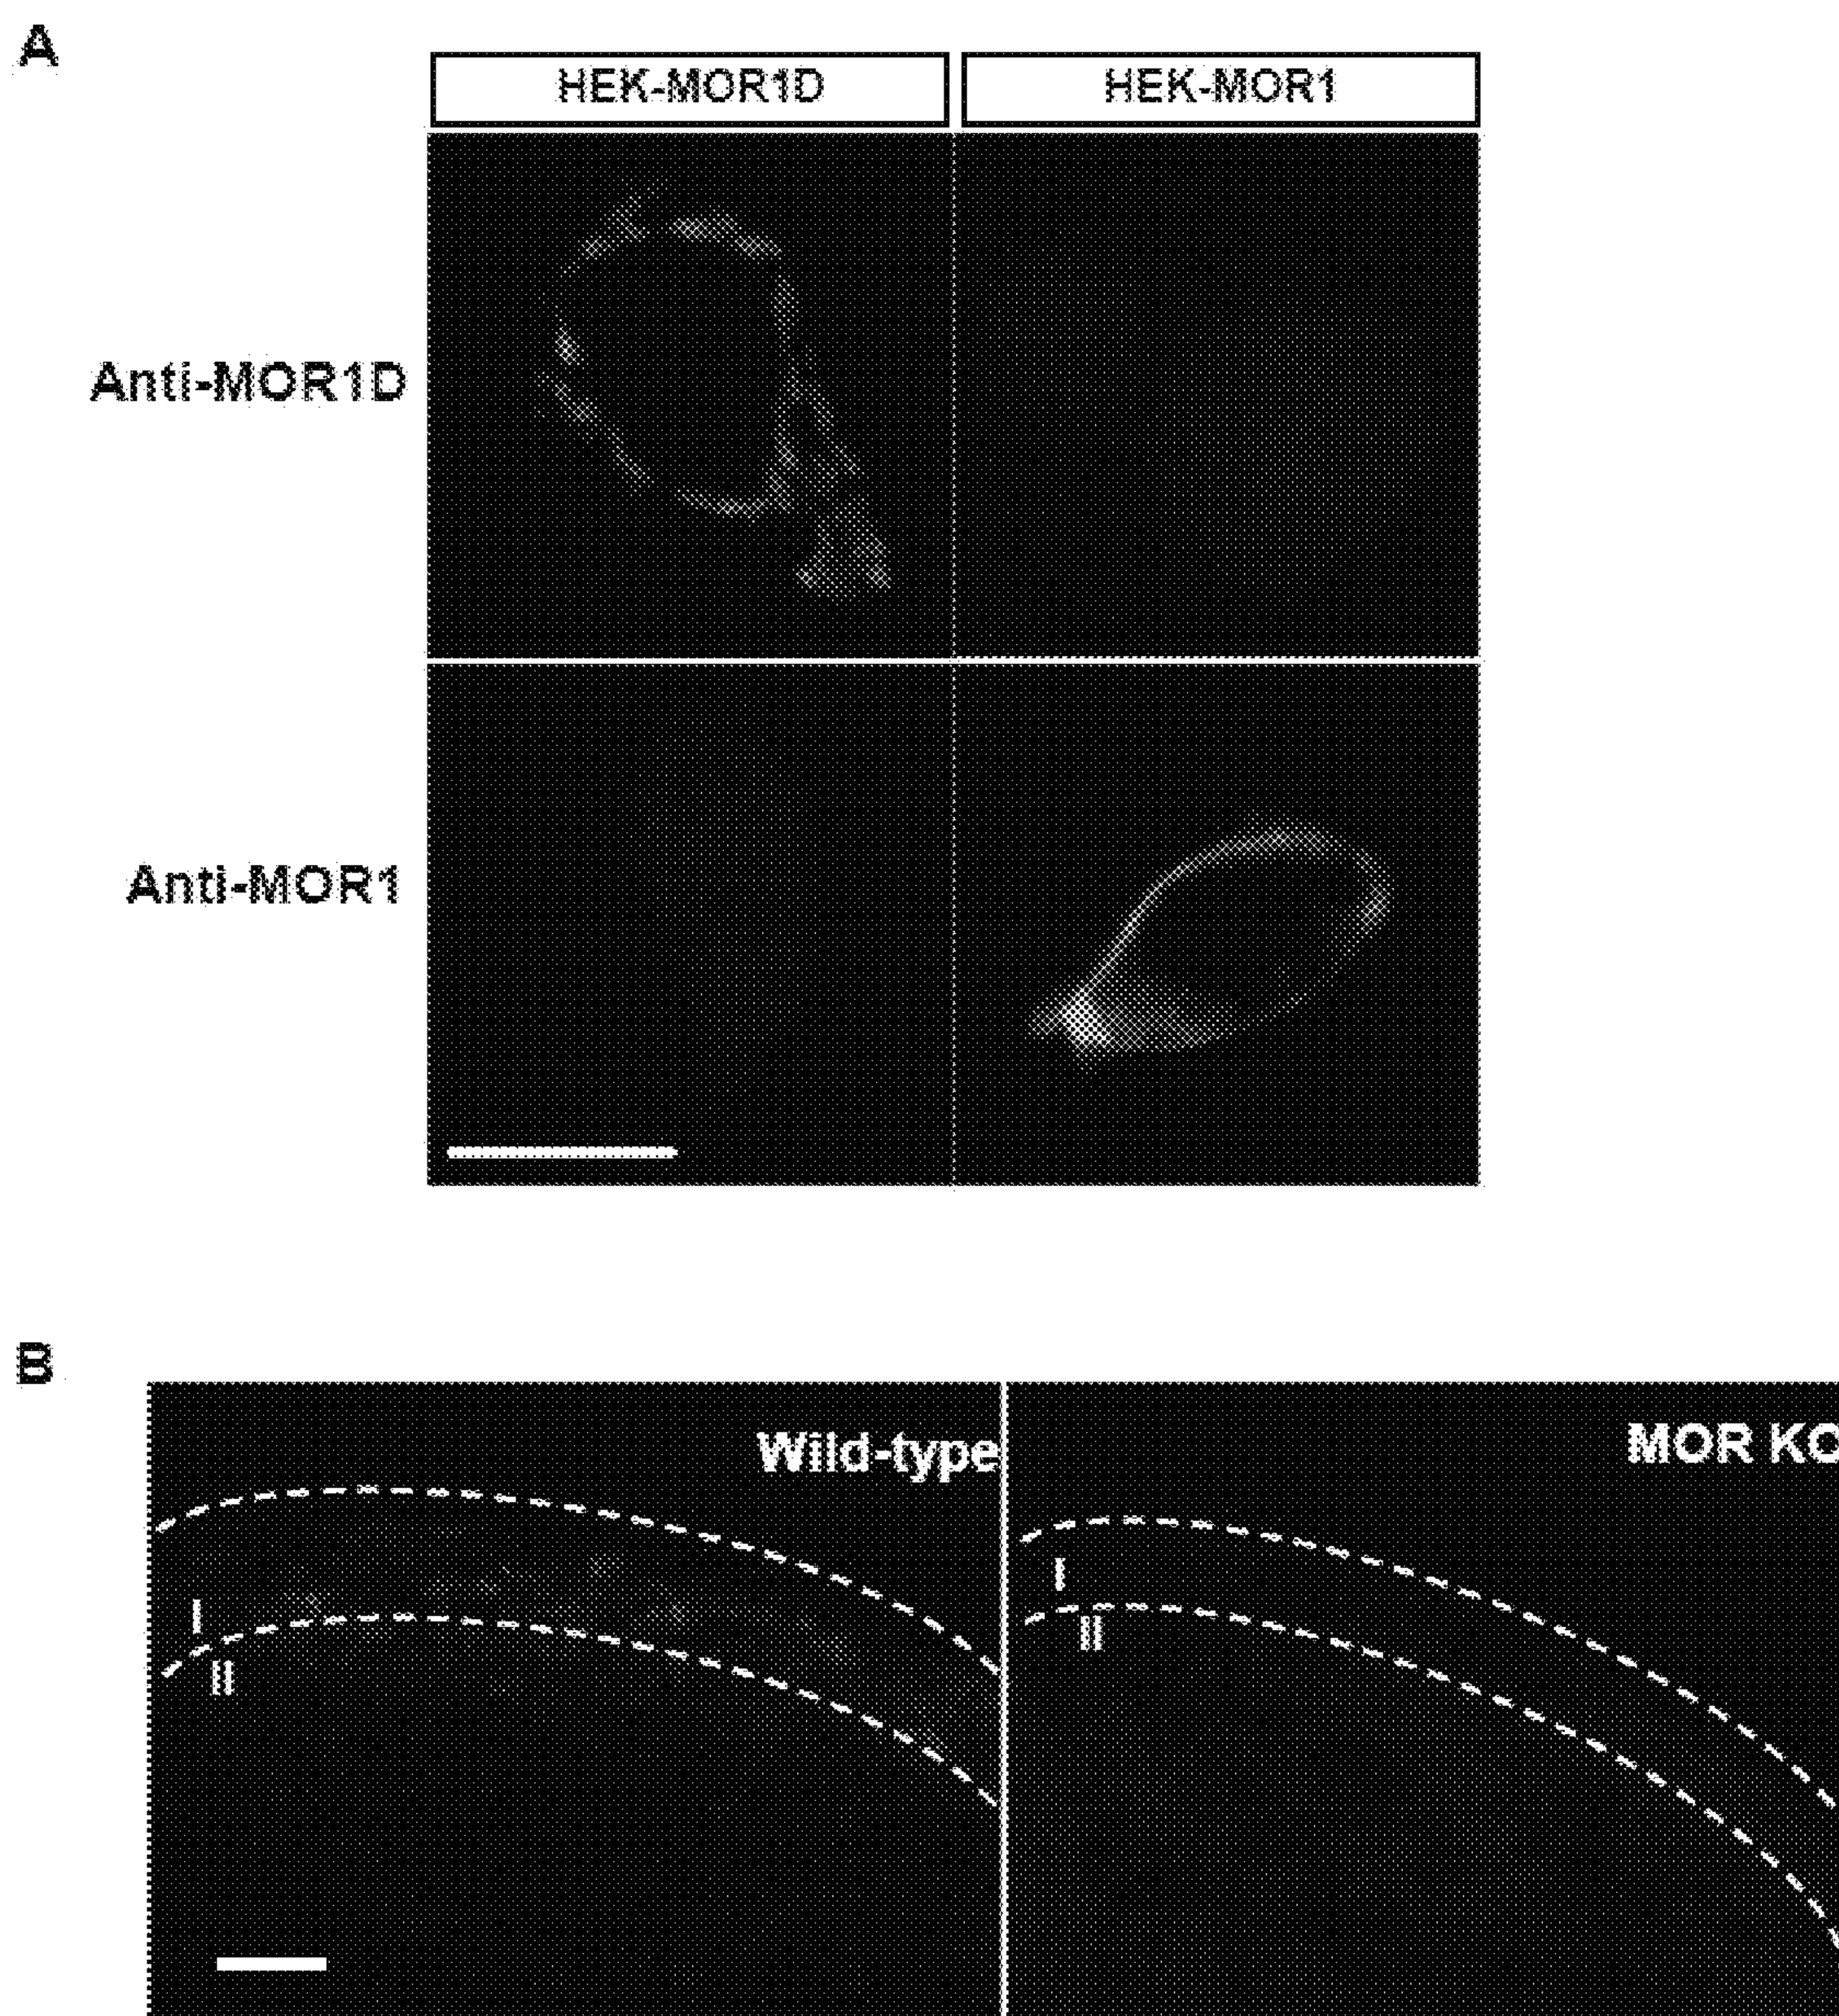 A
HEK-MOR1D
HEK-MOR1
Anti-MOR1D
Anti-MOR1
B
Wild-type
MOR KO
I
II
I
II